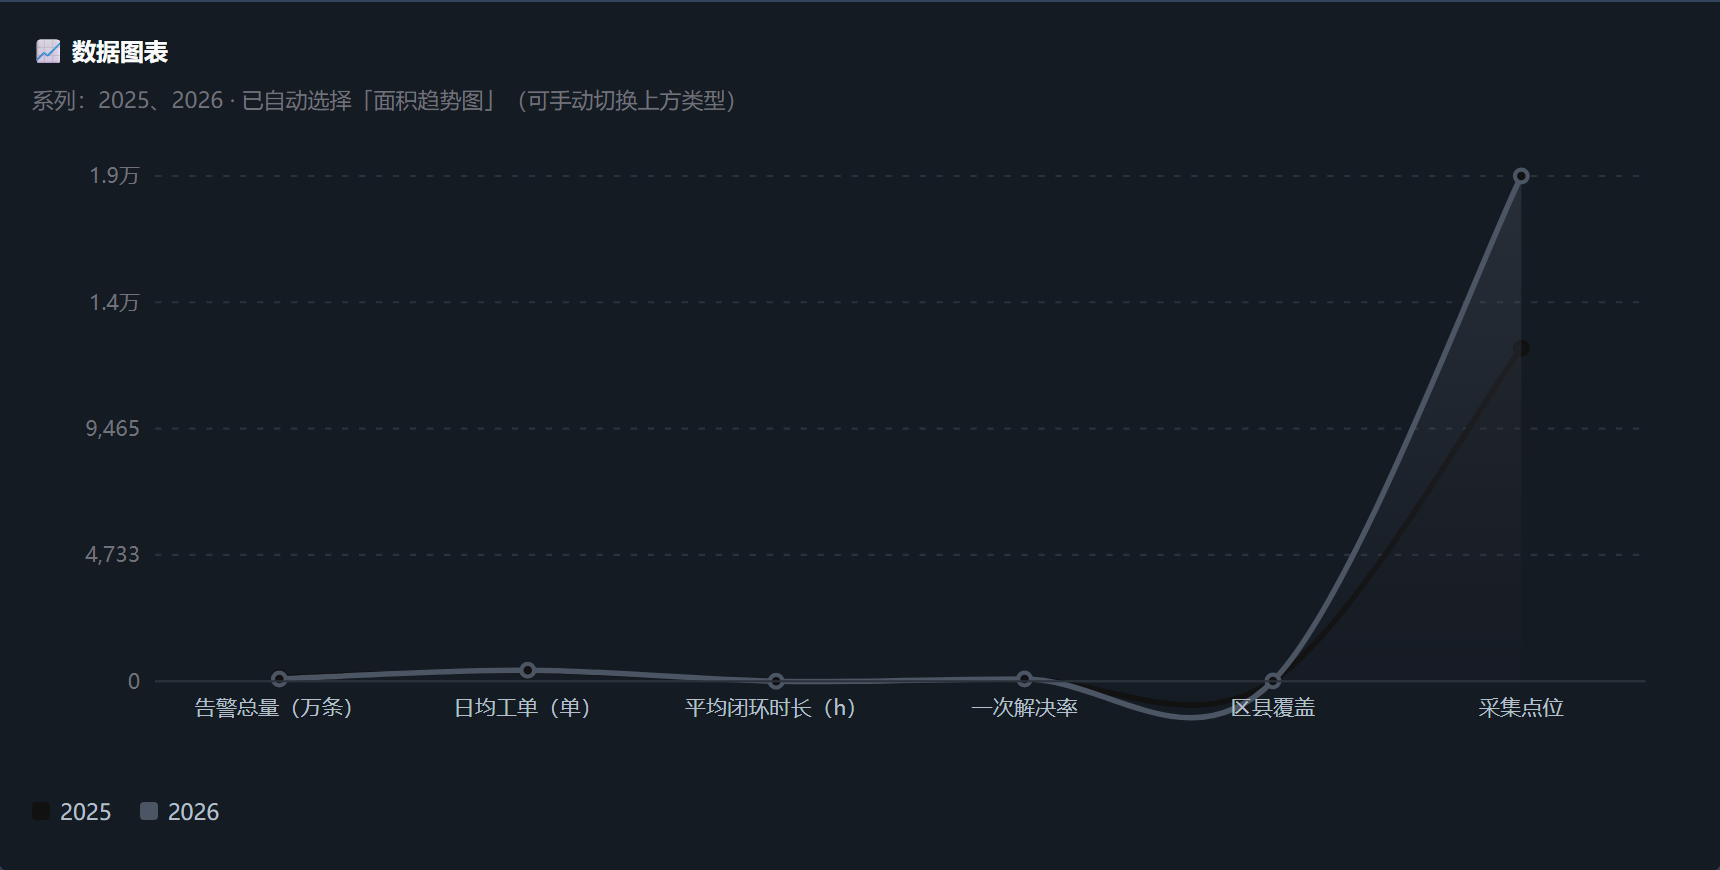 数据图表
系列：2025、2026 · 已自动选择「面积趋势图」（可手动切换上方类型）
1.9万
1.4万
9,465
4,733
0
告警总量（万条） 日均工单（单） 平均闭环时长（h） 一次解决率 区县覆盖 采集点位
2025 2026